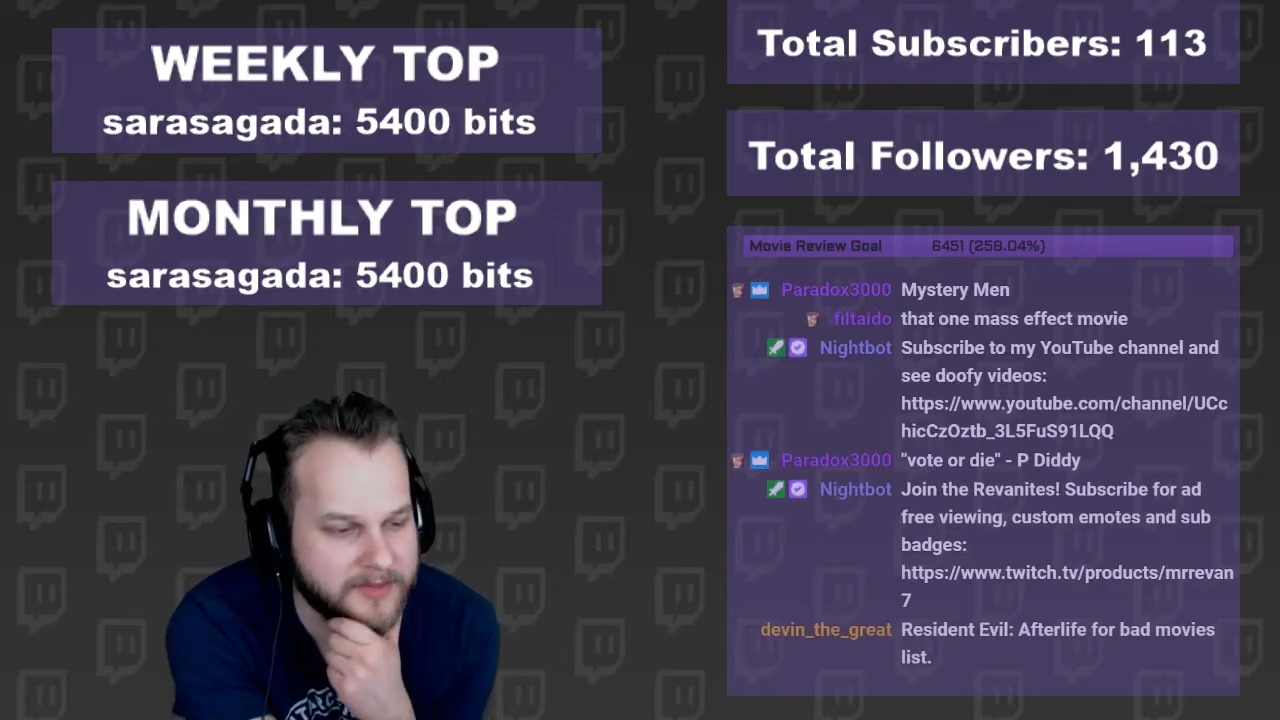 WEEKLY TOP
sarasagada: 5400 bits
MONTHLY TOP
sarasagada: 5400 bits
Total Subscribers: 113
Total Followers: 1,430
Movie Review Goal 6451 (258.04%)
Paradox3000 Mystery Men
filtaido that one mass effect movie
Nightbot Subscribe to my YouTube channel and
see doofy videos:
https://www.youtube.com/channel/UCc
hicCzOztb_3L5FuS91LQQ
Paradox3000 "vote or die" - P Diddy
Nightbot Join the Revanites! Subscribe for ad
free viewing, custom emotes and sub
badges:
https://www.twitch.tv/products/mrrevan
7
devin_the_great Resident Evil: Afterlife for bad movies
list.